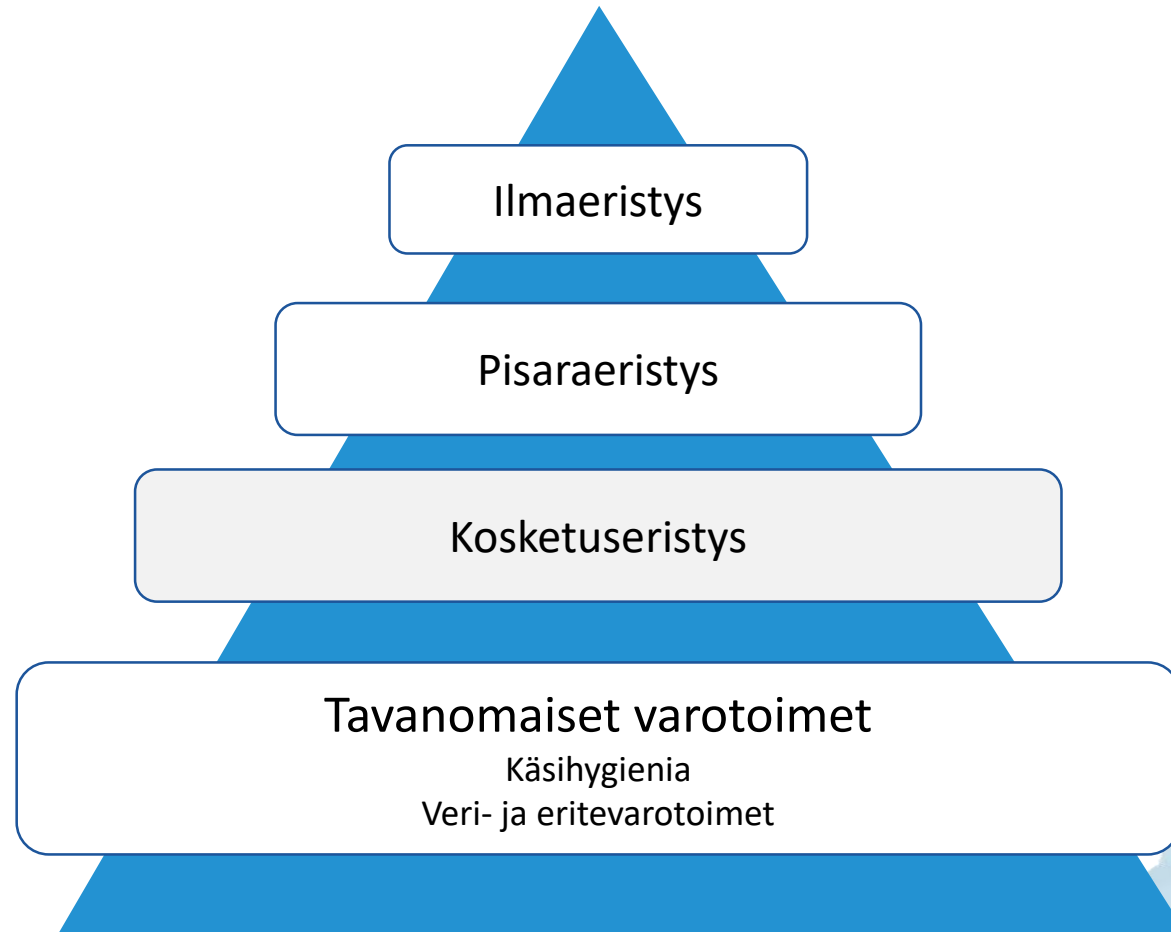 Ilmaeristys
Pisaraeristys
Kosketuseristys
Tavanomaiset varotoimet
Käsihygienia
Veri- ja eritevarotoimet